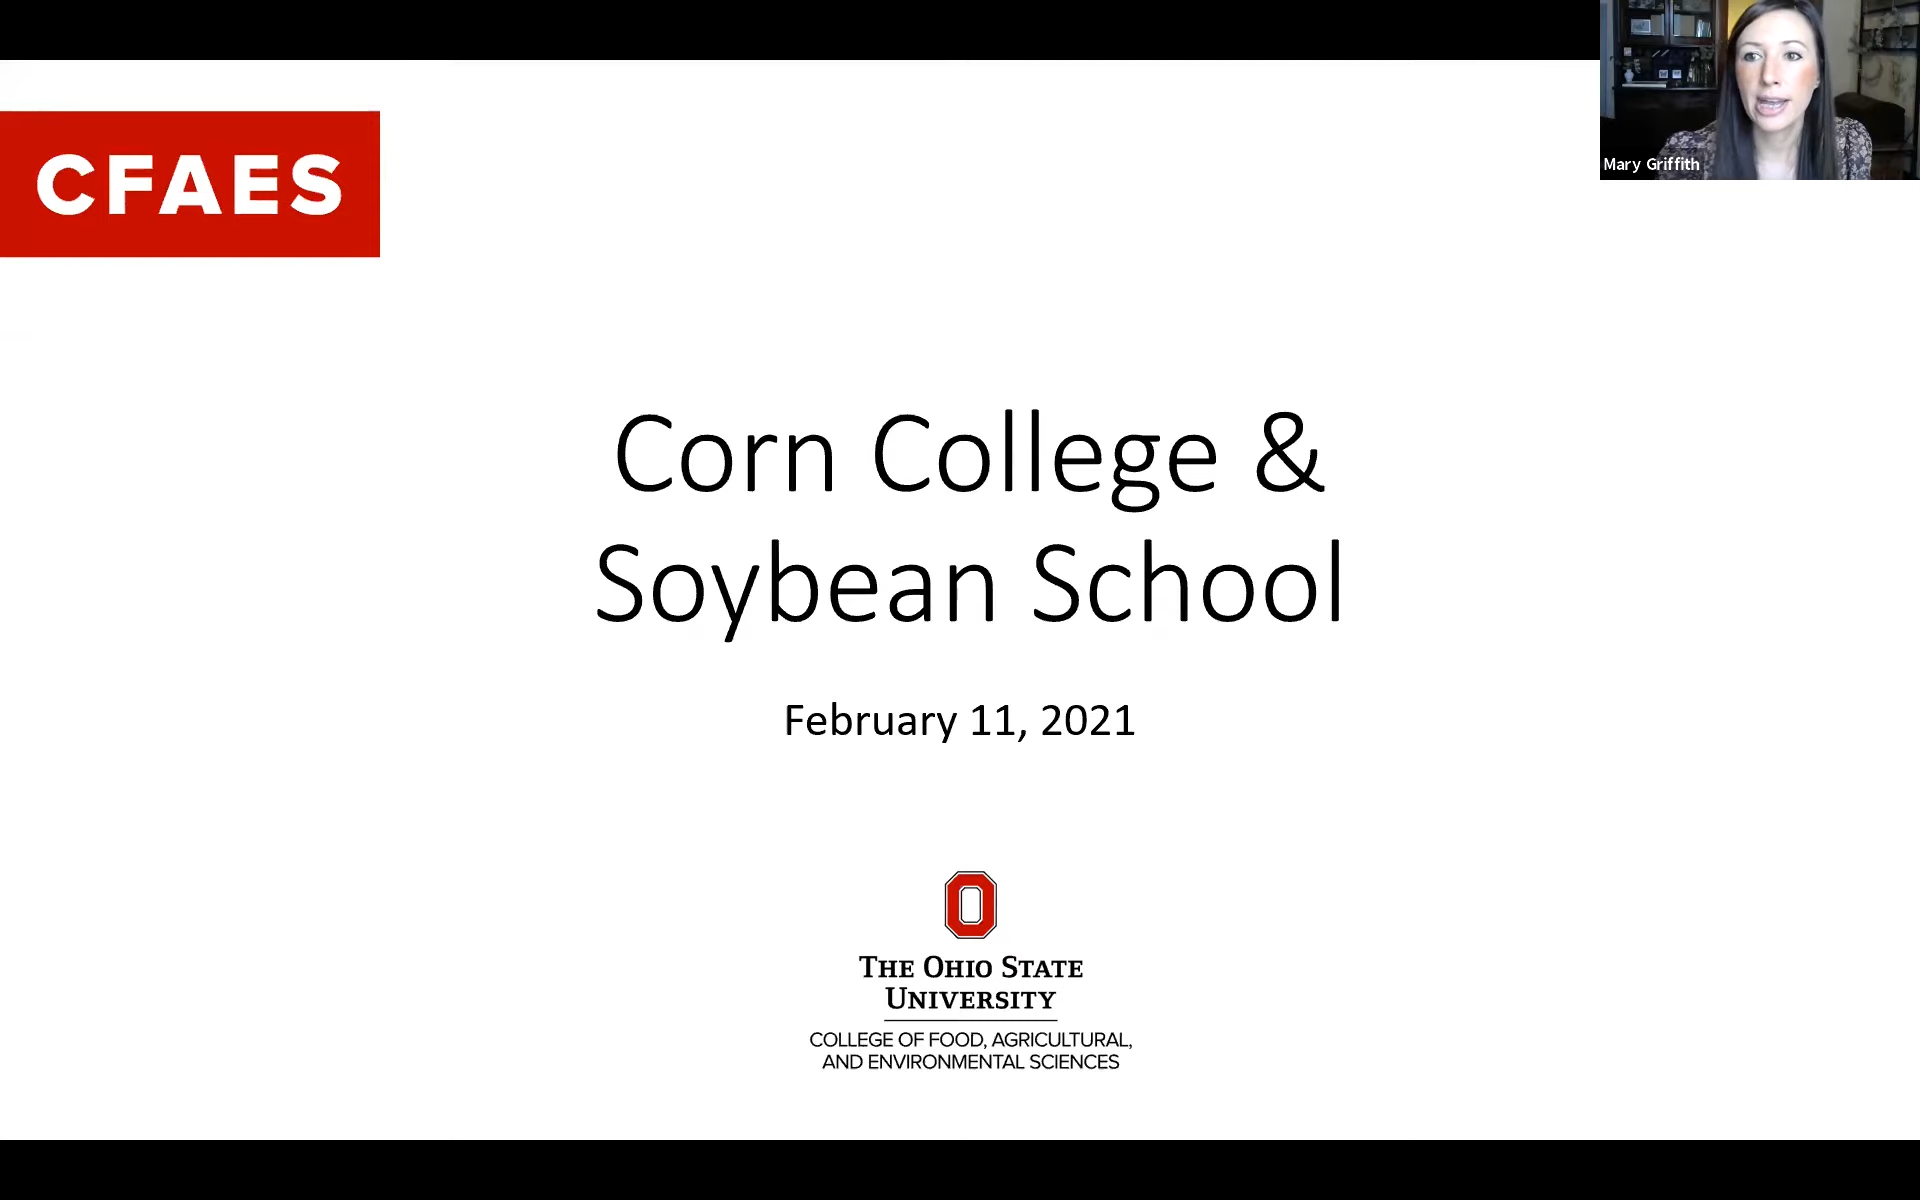 Mary Griffith
CFAES
Corn College &
Soybean School
February 11, 2021
THE OHIO STATE
UNIVERSITY
COLLEGE OF FOOD, AGRICULTURAL,
AND ENVIRONMENTAL SCIENCES